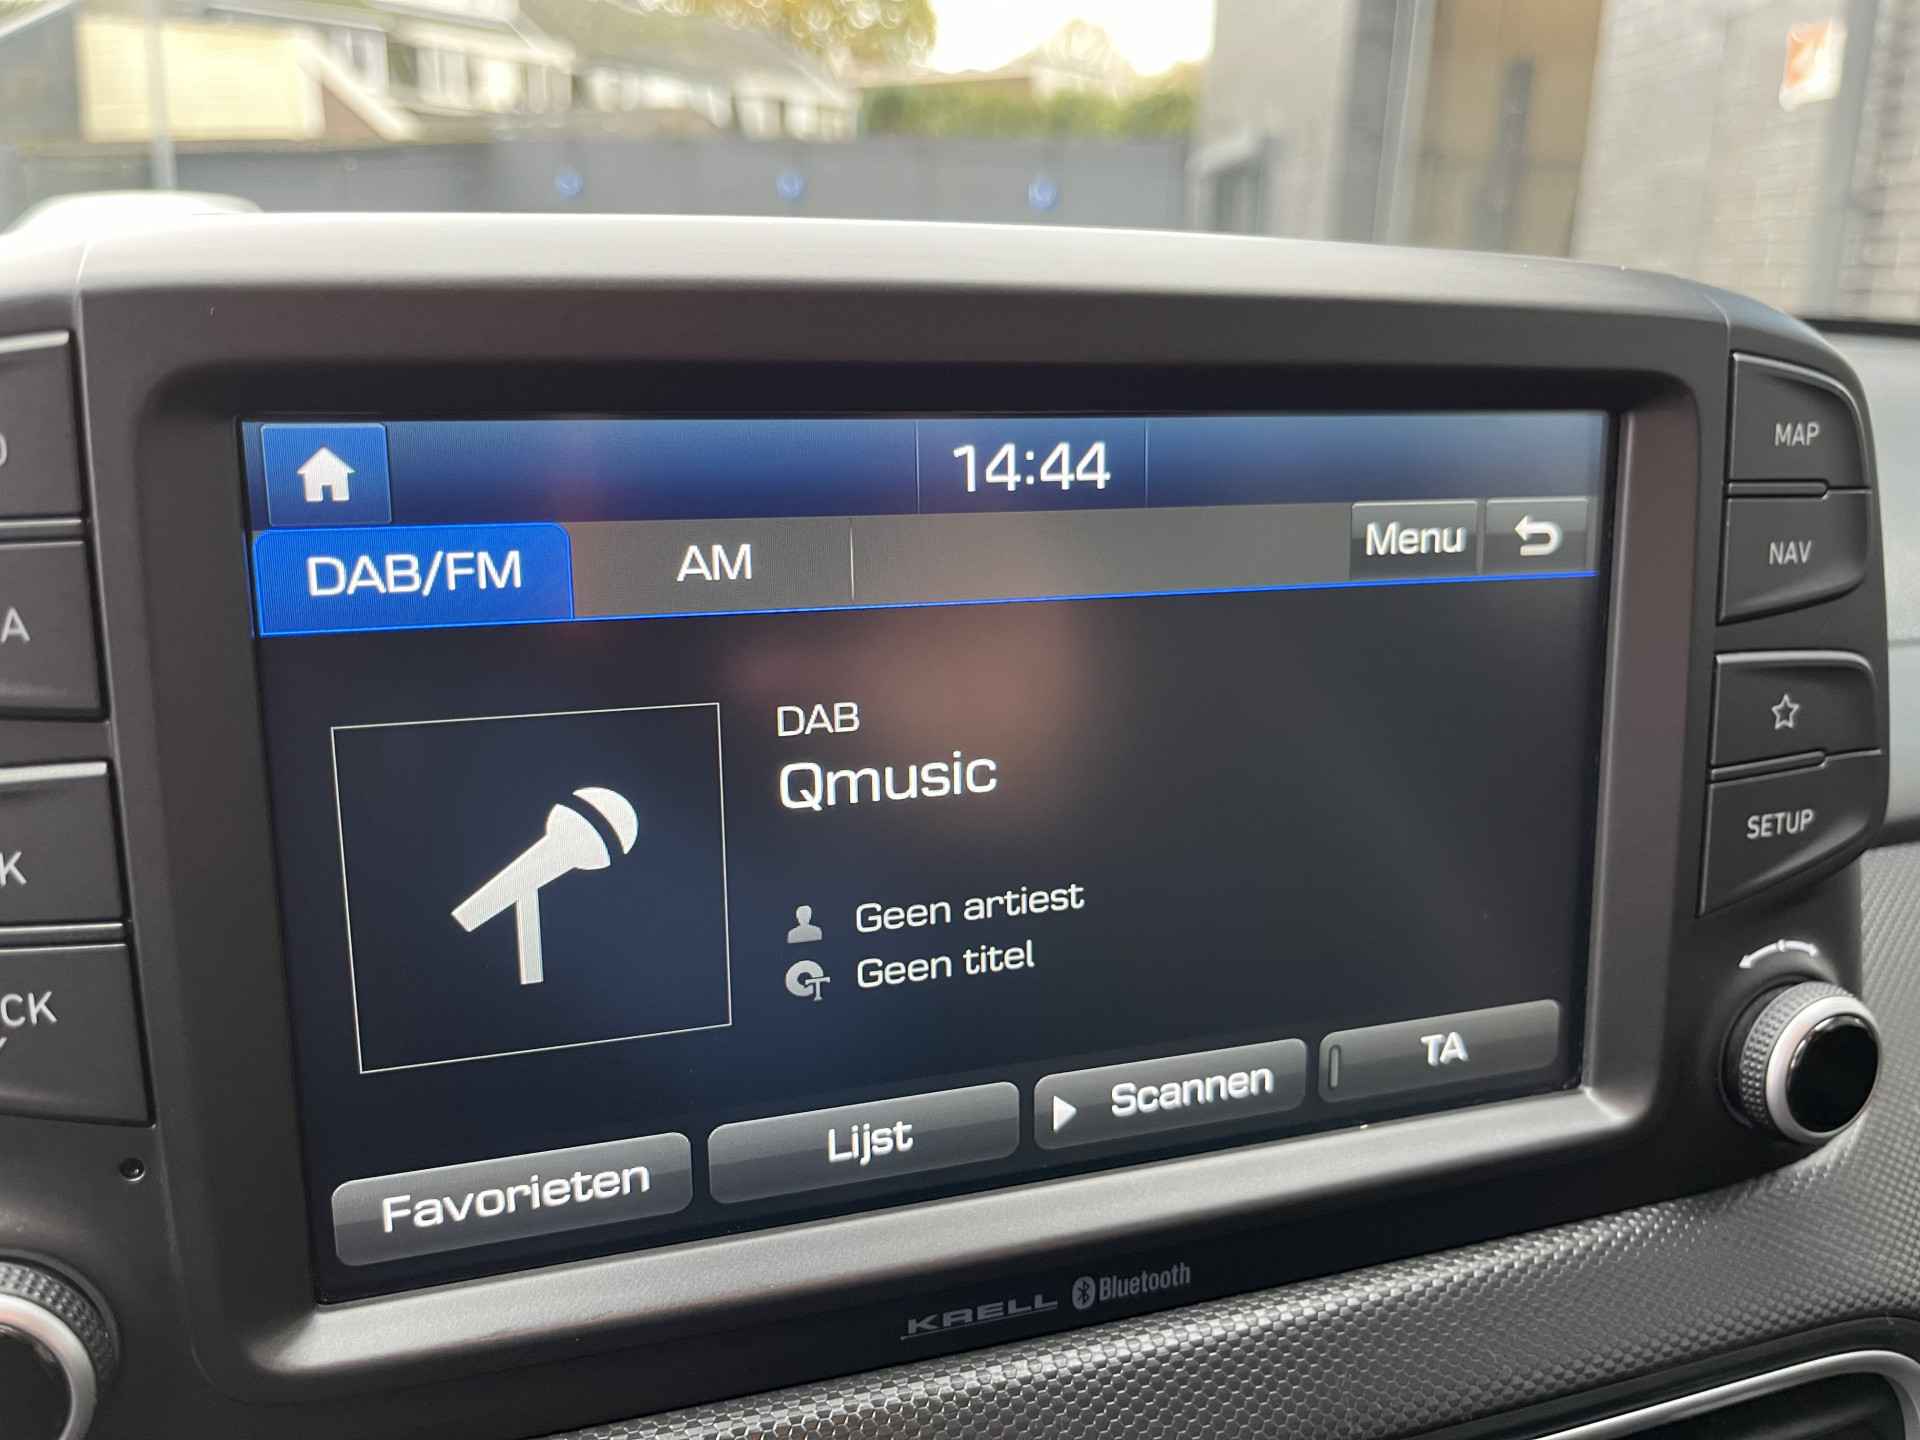 14:44
DAB/FM
AM
Menu
DAB
Qmusic
Geen artiest
Geen titel
Favorieten
Lijst
Scannen
TA
MAP
NAV
SETUP
KRELL
Bluetooth